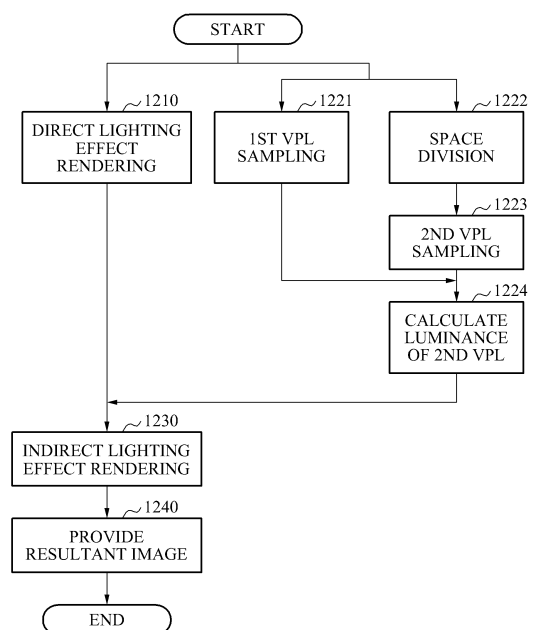 START
1210
DIRECT LIGHTING
EFFECT
RENDERING
1221
1ST VPL
SAMPLING
1222
SPACE
DIVISION
1223
2ND VPL
SAMPLING
1224
CALCULATE
LUMINANCE
OF 2ND VPL
1230
INDIRECT LIGHTING
EFFECT RENDERING
1240
PROVIDE
RESULTANT IMAGE
END